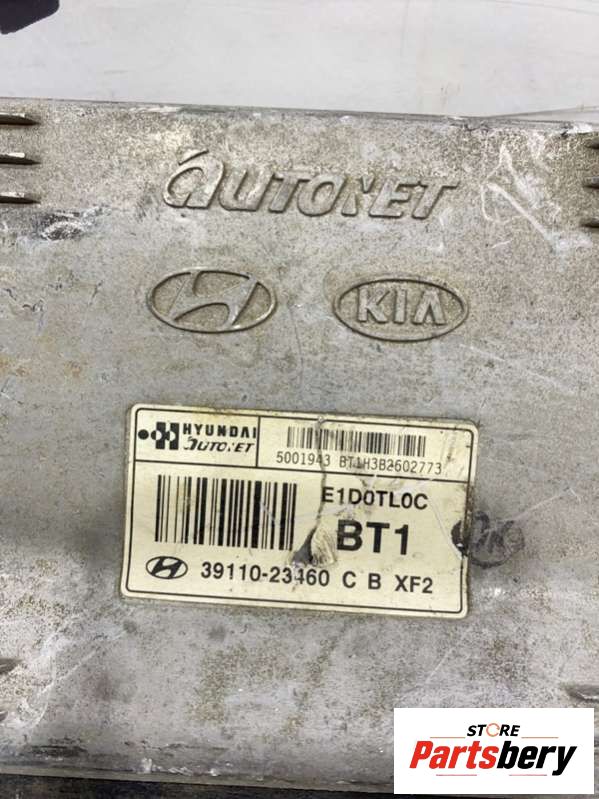 AUTONET
KIA
HYUNDAI
AUTONET
5001943 BT1H3B2602773
E1D0TL0C
BT1
39110-23460 C B XF2
STORE
Partsbery